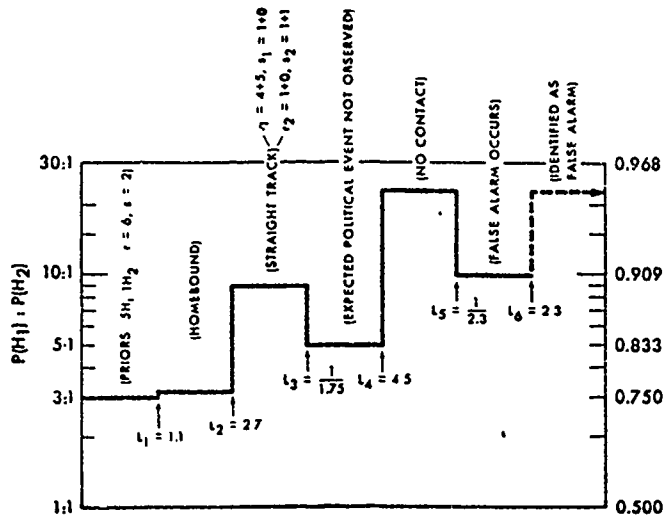 (PRIORS 5H, 1H₂ r = 6, s = 2)
(HOMEBOUND)
(STRAIGHT TRACK)
r₁ = 4+5, s₁ = 1+0
r₂ = 1+0, s₂ = 1+1
(EXPECTED POLITICAL EVENT NOT OBSERVED)
(NO CONTACT)
(FALSE ALARM OCCURS)
(IDENTIFIED AS
FALSE ALARM)
P(H₁) : P(H₂)
30:1
10:1
5:1
3:1
1:1
0.968
0.909
0.833
0.750
0.500
L₁ = 1.1
L₂ = 2.7
L₃ = 1/1.75
L₄ = 4.5
L₅ = 1/2.3
L₆ = 2.3